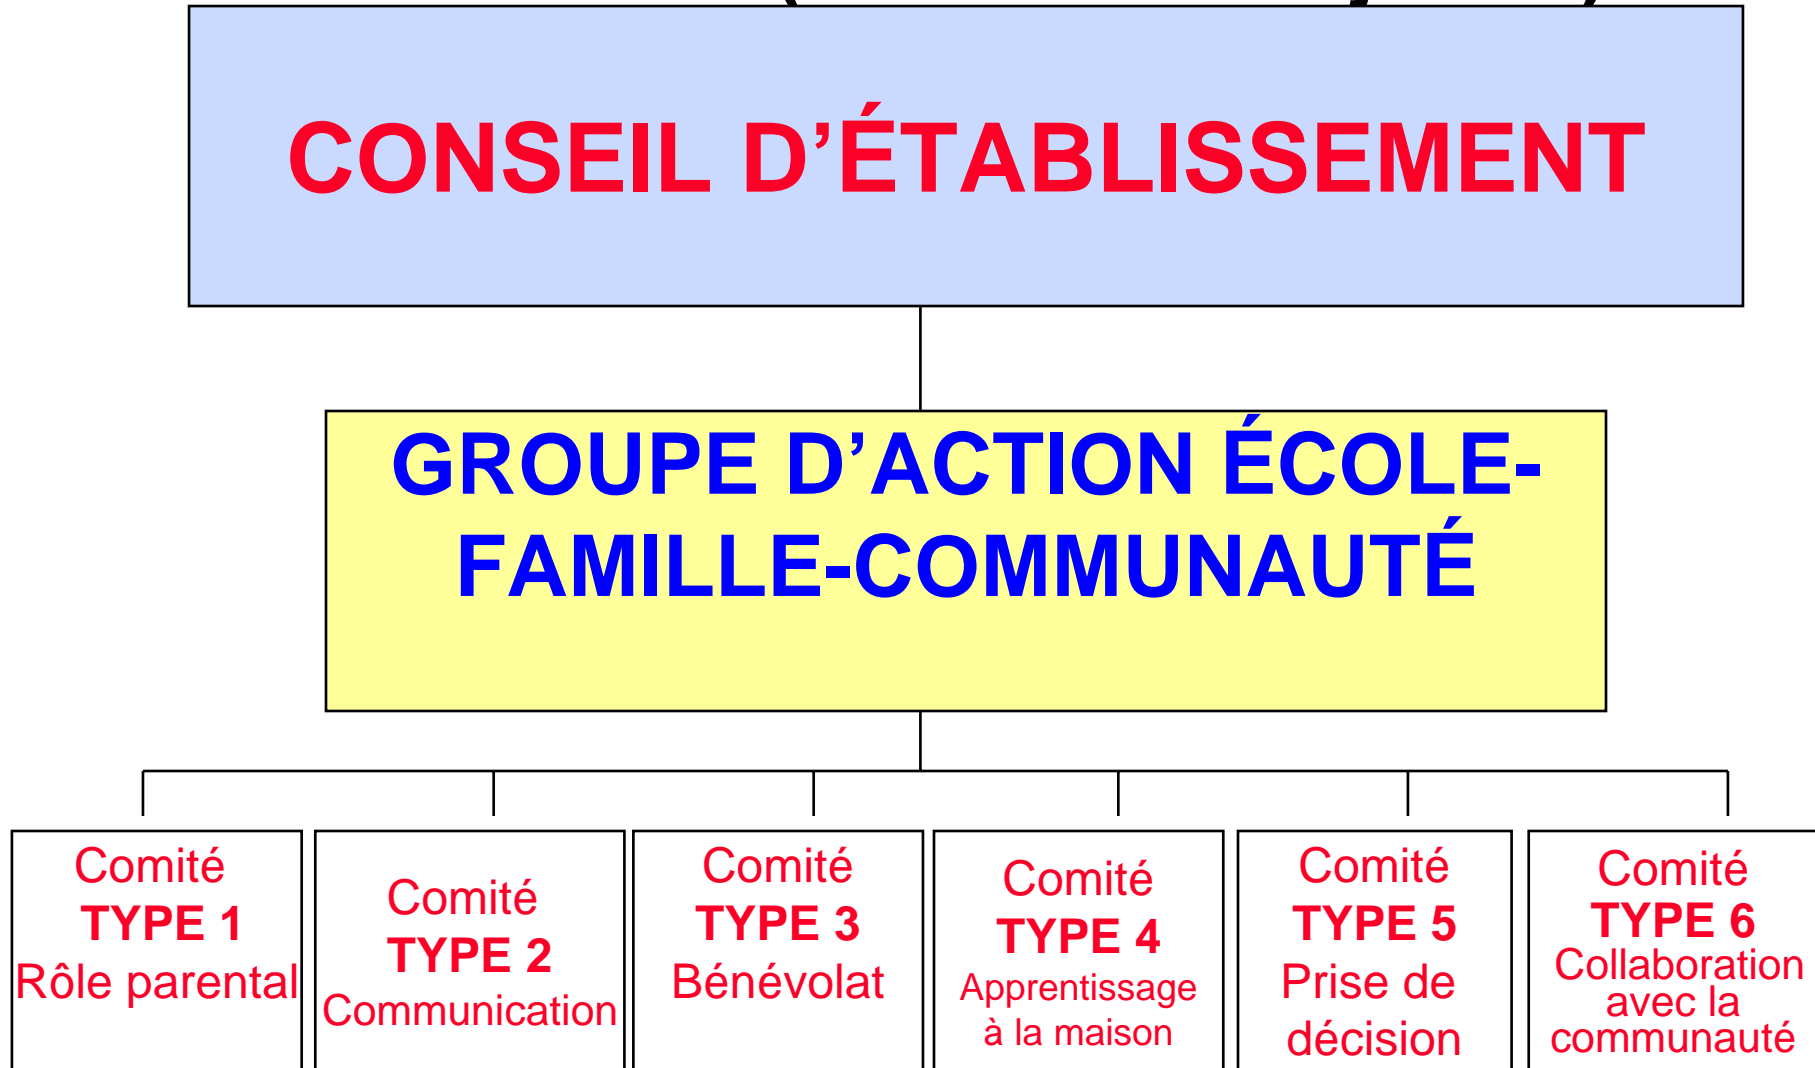 CONSEIL D’ÉTABLISSEMENT
GROUPE D’ACTION ÉCOLE-
FAMILLE-COMMUNAUTÉ
Comité
TYPE 1
Rôle parental
Comité
TYPE 2
Communication
Comité
TYPE 3
Bénévolat
Comité
TYPE 4
Apprentissage
à la maison
Comité
TYPE 5
Prise de
décision
Comité
TYPE 6
Collaboration
avec la
communauté